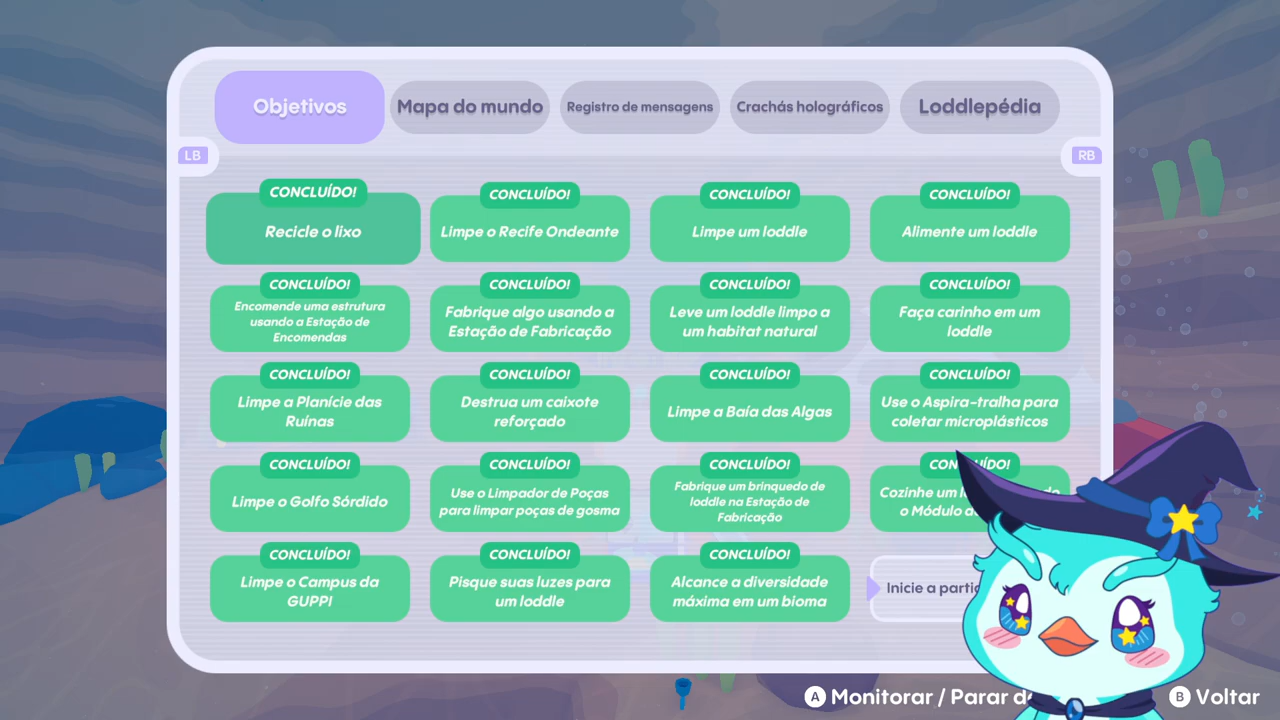 Objetivos
Mapa do mundo
Registro de mensagens
Crachás holográficos
Loddlepédia
LB
RB
CONCLUÍDO!
Recicle o lixo
CONCLUÍDO!
Limpe o Recife Ondeante
CONCLUÍDO!
Limpe um loddle
CONCLUÍDO!
Alimente um loddle
CONCLUÍDO!
Encomende uma estrutura
usando a Estação de
Encomendas
CONCLUÍDO!
Fabrique algo usando a
Estação de Fabricação
CONCLUÍDO!
Leve um loddle limpo a
um habitat natural
CONCLUÍDO!
Faça carinho em um
loddle
CONCLUÍDO!
Limpe a Planície das
Ruínas
CONCLUÍDO!
Destrua um caixote
reforçado
CONCLUÍDO!
Limpe a Baía das Algas
CONCLUÍDO!
Use o Aspira-tralha para
coletar microplásticos
CONCLUÍDO!
Limpe o Golfo Sórdido
CONCLUÍDO!
Use o Limpador de Poças
para limpar poças de gosma
CONCLUÍDO!
Fabrique um brinquedo de
loddle na Estação de
Fabricação
Cozinhe um
o Módulo
CONCLUÍDO!
Limpe o Campus da
GUPPI
CONCLUÍDO!
Pisque suas luzes para
um loddle
CONCLUÍDO!
Alcance a diversidade
máxima em um bioma
Inicie a
A Monitorar / Parar
B Voltar